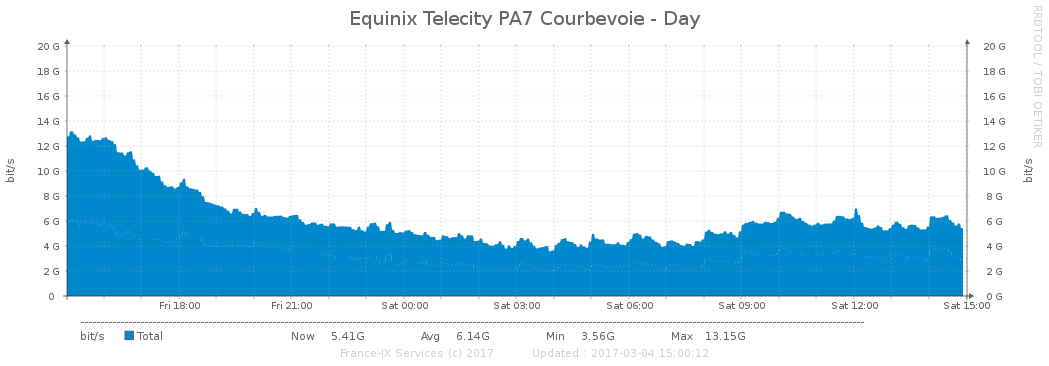 Equinix Telecity PA7 Courbevoie - Day
RRDTOOL / TOBI OETIKER
bit/s
20 G 20 G
18 G 18 G
16 G 16 G
14 G 14 G
12 G 12 G
10 G 10 G
8 G 8 G
6 G 6 G
4 G 4 G
2 G 2 G
0 0 G
bit/s
Fri 18:00 Fri 21:00 Sat 00:00 Sat 03:00 Sat 06:00 Sat 09:00 Sat 12:00 Sat 15:00
bit/s Total Now 5.41G Avg 6.14G Min 3.56G Max 13.15G
France-IX Services (c) 2017 Updated : 2017-03-04 15:00:12